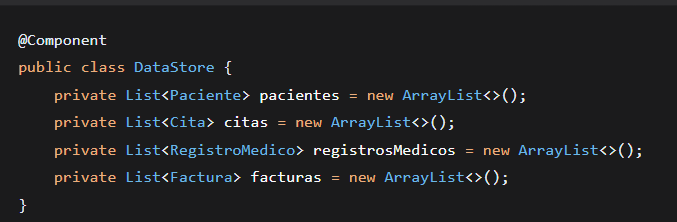 @Component
public class DataStore {
    private List<Paciente> pacientes = new ArrayList<>();
    private List<Cita> citas = new ArrayList<>();
    private List<RegistroMedico> registrosMedicos = new ArrayList<>();
    private List<Factura> facturas = new ArrayList<>();
}